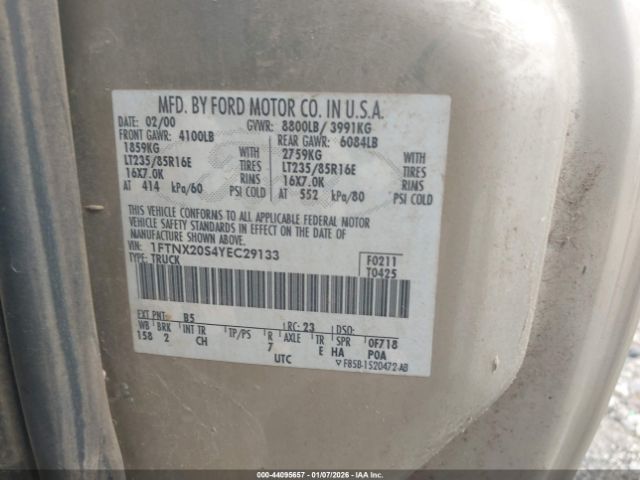 MFD. BY FORD MOTOR CO. IN U.S.A.
DATE: 02/00 GVWR: 8800LB/ 3991KG
FRONT GAWR: 4100LB REAR GAWR: 6084LB
1859KG WITH 2759KG WITH
LT235/85R16E TIRES LT235/85R16E TIRES
16X7.0K RIMS 16X7.0K RIMS
AT 414 kPa/60 PSI COLD AT 552 kPa/80 PSI COLD
THIS VEHICLE CONFORMS TO ALL APPLICABLE FEDERAL MOTOR
VEHICLE SAFETY STANDARDS IN EFFECT ON THE DATE OF
MANUFACTURE SHOWN ABOVE.
VIN: 1FTNX20S4YEC29133 F0211
TYPE: TRUCK T0425
EXT PNT: B5 RC: 23 DSO:
WB BRK INT TR TP/PS R AXLE TR SPR 0F718
158 2 CH 7 E HA P0A
UTC F85B-1520472-AB
000-44095657 - 01/07/2026 - IAAHC.COM